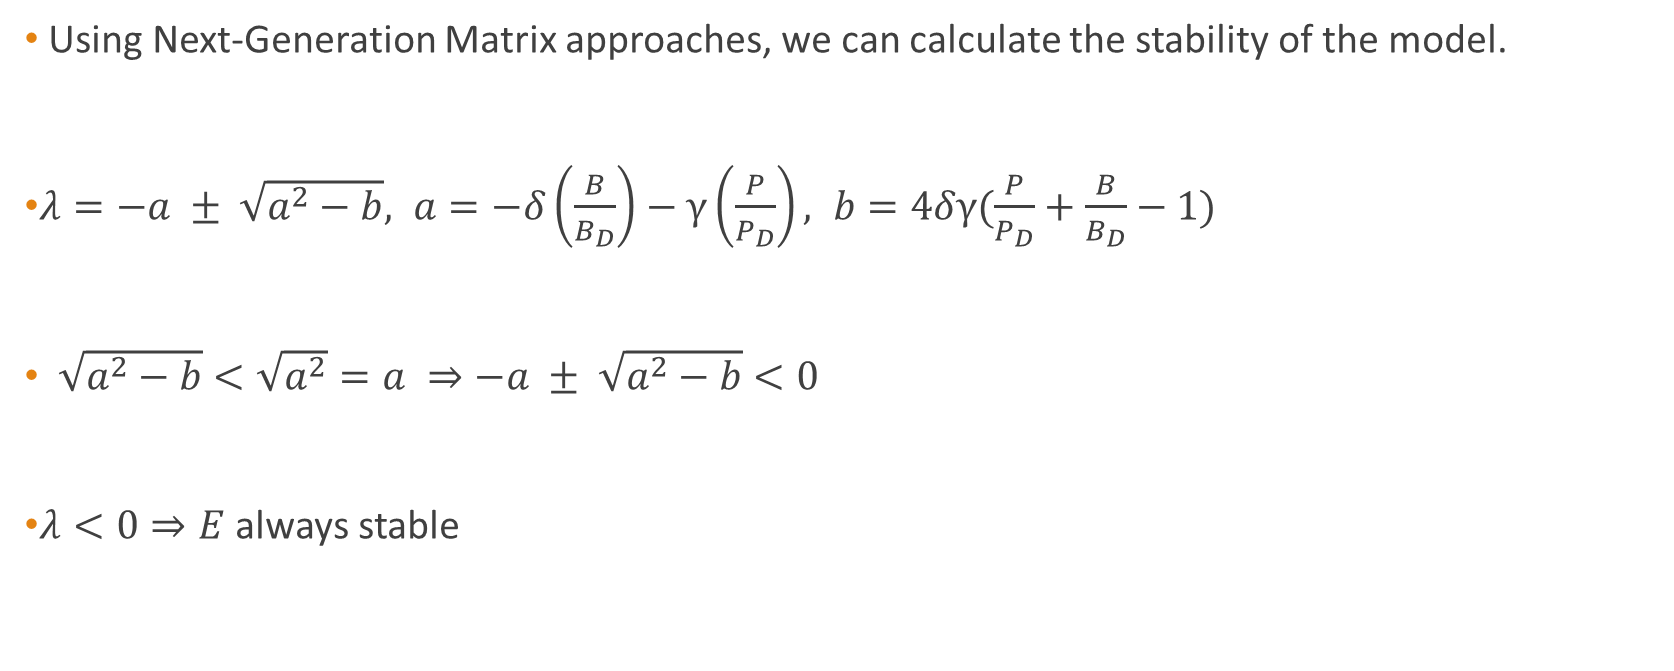 • Using Next-Generation Matrix approaches, we can calculate the stability of the model.
•λ = −a ± √(a² − b), a = −δ(B/B_D) − γ(P/P_D), b = 4δγ(P/P_D + B/B_D − 1)
• √(a² − b) < √(a²) = a ⇒ −a ± √(a² − b) < 0
•λ < 0 ⇒ E always stable